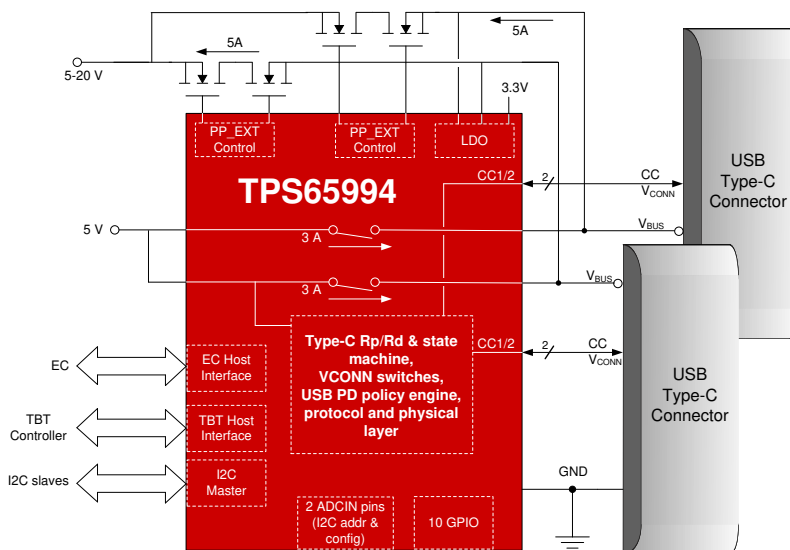 5A
5A
5-20 V
3.3V
PP_EXT
Control
PP_EXT
Control
LDO
TPS65994
CC1/2
2
CC
VCONN
USB
Type-C
Connector
5 V
3 A
VBUS
3 A
VBUS
Type-C Rp/Rd & state
machine,
VCONN switches,
USB PD policy engine,
protocol and physical
layer
CC1/2
2
CC
VCONN
USB
Type-C
Connector
EC
EC Host
Interface
TBT
Controller
TBT Host
Interface
I2C slaves
I2C
Master
GND
2 ADCIN pins
(I2C addr &
config)
10 GPIO